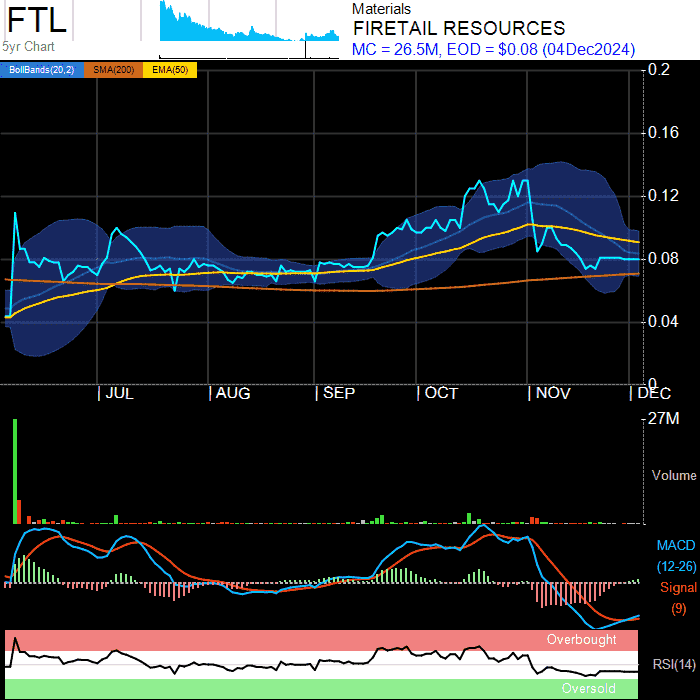 FTL
5yr Chart
Materials
FIRETAIL RESOURCES
MC = 26.5M, EOD = $0.08 (04Dec2024)
BollBands(20,2) SMA(200) EMA(50)
0.2
0.16
0.12
0.08
0.04
0
| JUL | AUG | SEP | OCT | NOV | DEC
27M
Volume
MACD
(12-26)
Signal
(9)
Overbought
RSI(14)
Oversold